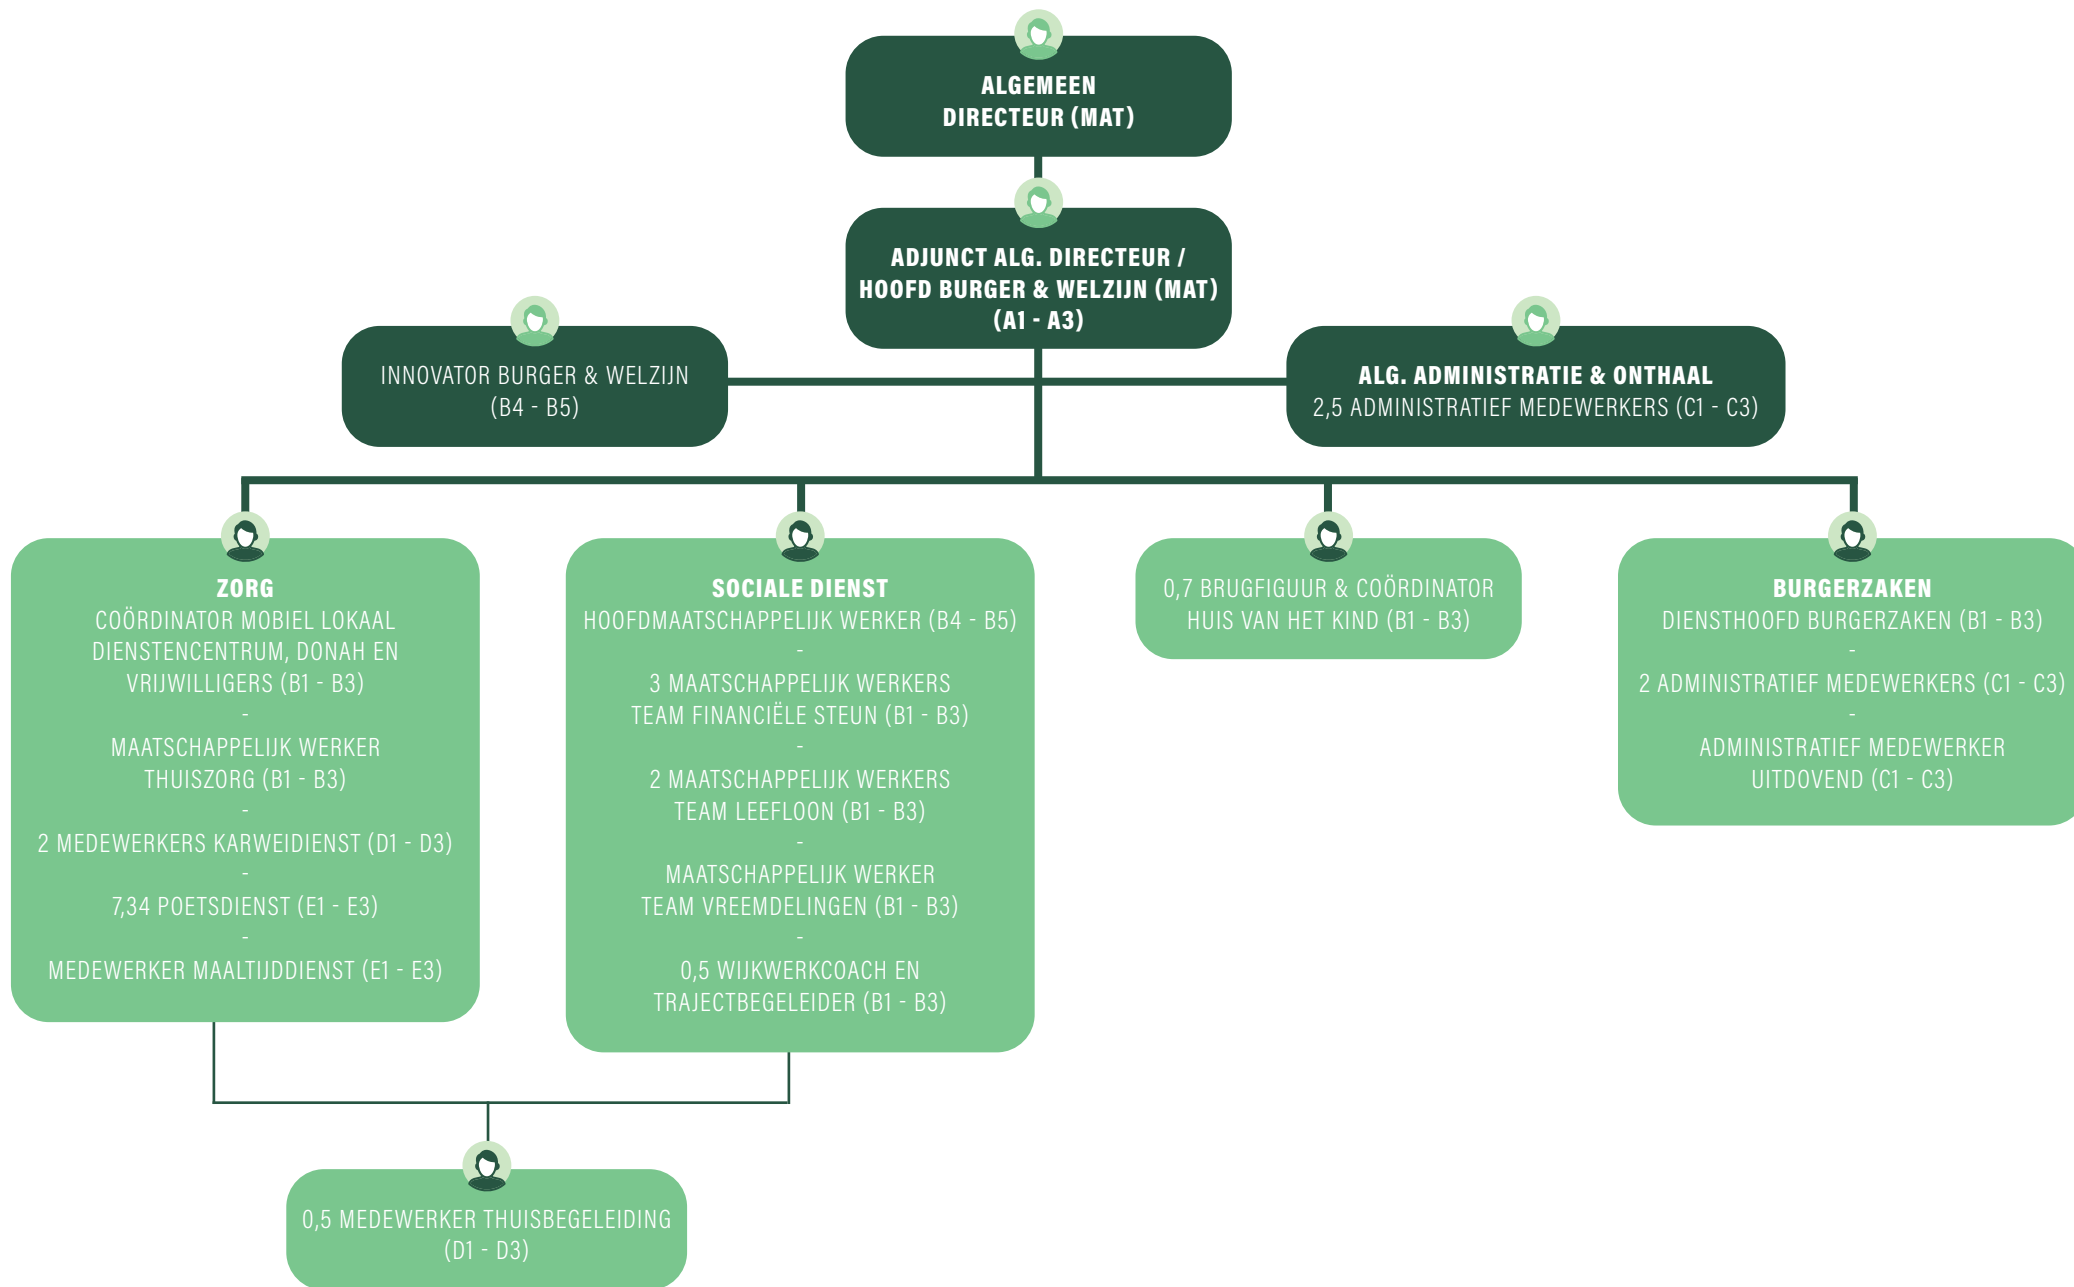 ALGEMEEN
DIRECTEUR (MAT)
ADJUNCT ALG. DIRECTEUR /
HOOFD BURGER & WELZIJN (MAT)
(A1 - A3)
INNOVATOR BURGER & WELZIJN
(B4 - B5)
ALG. ADMINISTRATIE & ONTHAAL
2,5 ADMINISTRATIEF MEDEWERKERS (C1 - C3)
ZORG
COÖRDINATOR MOBIEL LOKAAL
DIENSTENCENTRUM, DONAH EN
VRIJWILLIGERS (B1 - B3)
-
MAATSCHAPPELIJK WERKER
THUISZORG (B1 - B3)
-
2 MEDEWERKERS KARWEIDIENST (D1 - D3)
-
7,34 POETSDIENST (E1 - E3)
-
MEDEWERKER MAALTIJDDIENST (E1 - E3)
SOCIALE DIENST
HOOFDMAATSCHAPPELIJK WERKER (B4 - B5)
-
3 MAATSCHAPPELIJK WERKERS
TEAM FINANCIËLE STEUN (B1 - B3)
-
2 MAATSCHAPPELIJK WERKERS
TEAM LEEFLOON (B1 - B3)
-
MAATSCHAPPELIJK WERKER
TEAM VREEMDELINGEN (B1 - B3)
-
0,5 WIJKWERKCOACH EN
TRAJECTBEGELEIDER (B1 - B3)
0,7 BRUGFIGUUR & COÖRDINATOR
HUIS VAN HET KIND (B1 - B3)
BURGERZAKEN
DIENSTHOOFD BURGERZAKEN (B1 - B3)
-
2 ADMINISTRATIEF MEDEWERKERS (C1 - C3)
-
ADMINISTRATIEF MEDEWERKER
UITDOVEND (C1 - C3)
0,5 MEDEWERKER THUISBEGELEIDING
(D1 - D3)